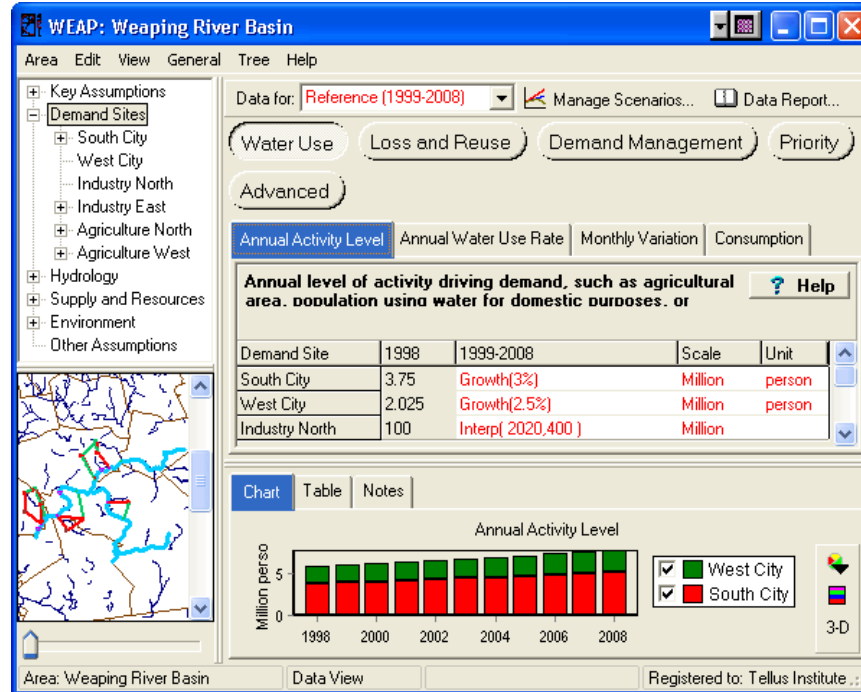 WEAP: Weaping River Basin
Area Edit View General Tree Help
Key Assumptions
Demand Sites
South City
West City
Industry North
Industry East
Agriculture North
Agriculture West
Hydrology
Supply and Resources
Environment
Other Assumptions
Data for: Reference (1999-2008) Manage Scenarios... Data Report...
Water Use Loss and Reuse Demand Management Priority
Advanced
Annual Activity Level Annual Water Use Rate Monthly Variation Consumption
Annual level of activity driving demand, such as agricultural
area, population using water for domestic purposes, or
? Help
Demand Site 1998 1999-2008 Scale Unit
South City 3.75 Growth(3%) Million person
West City 2.025 Growth(2.5%) Million person
Industry North 100 Interp( 2020,400 ) Million
Chart Table Notes
Annual Activity Level
Million perso
5
0
1998 2000 2002 2004 2006 2008
West City
South City
3-D
Area: Weaping River Basin Data View Registered to: Tellus Institute